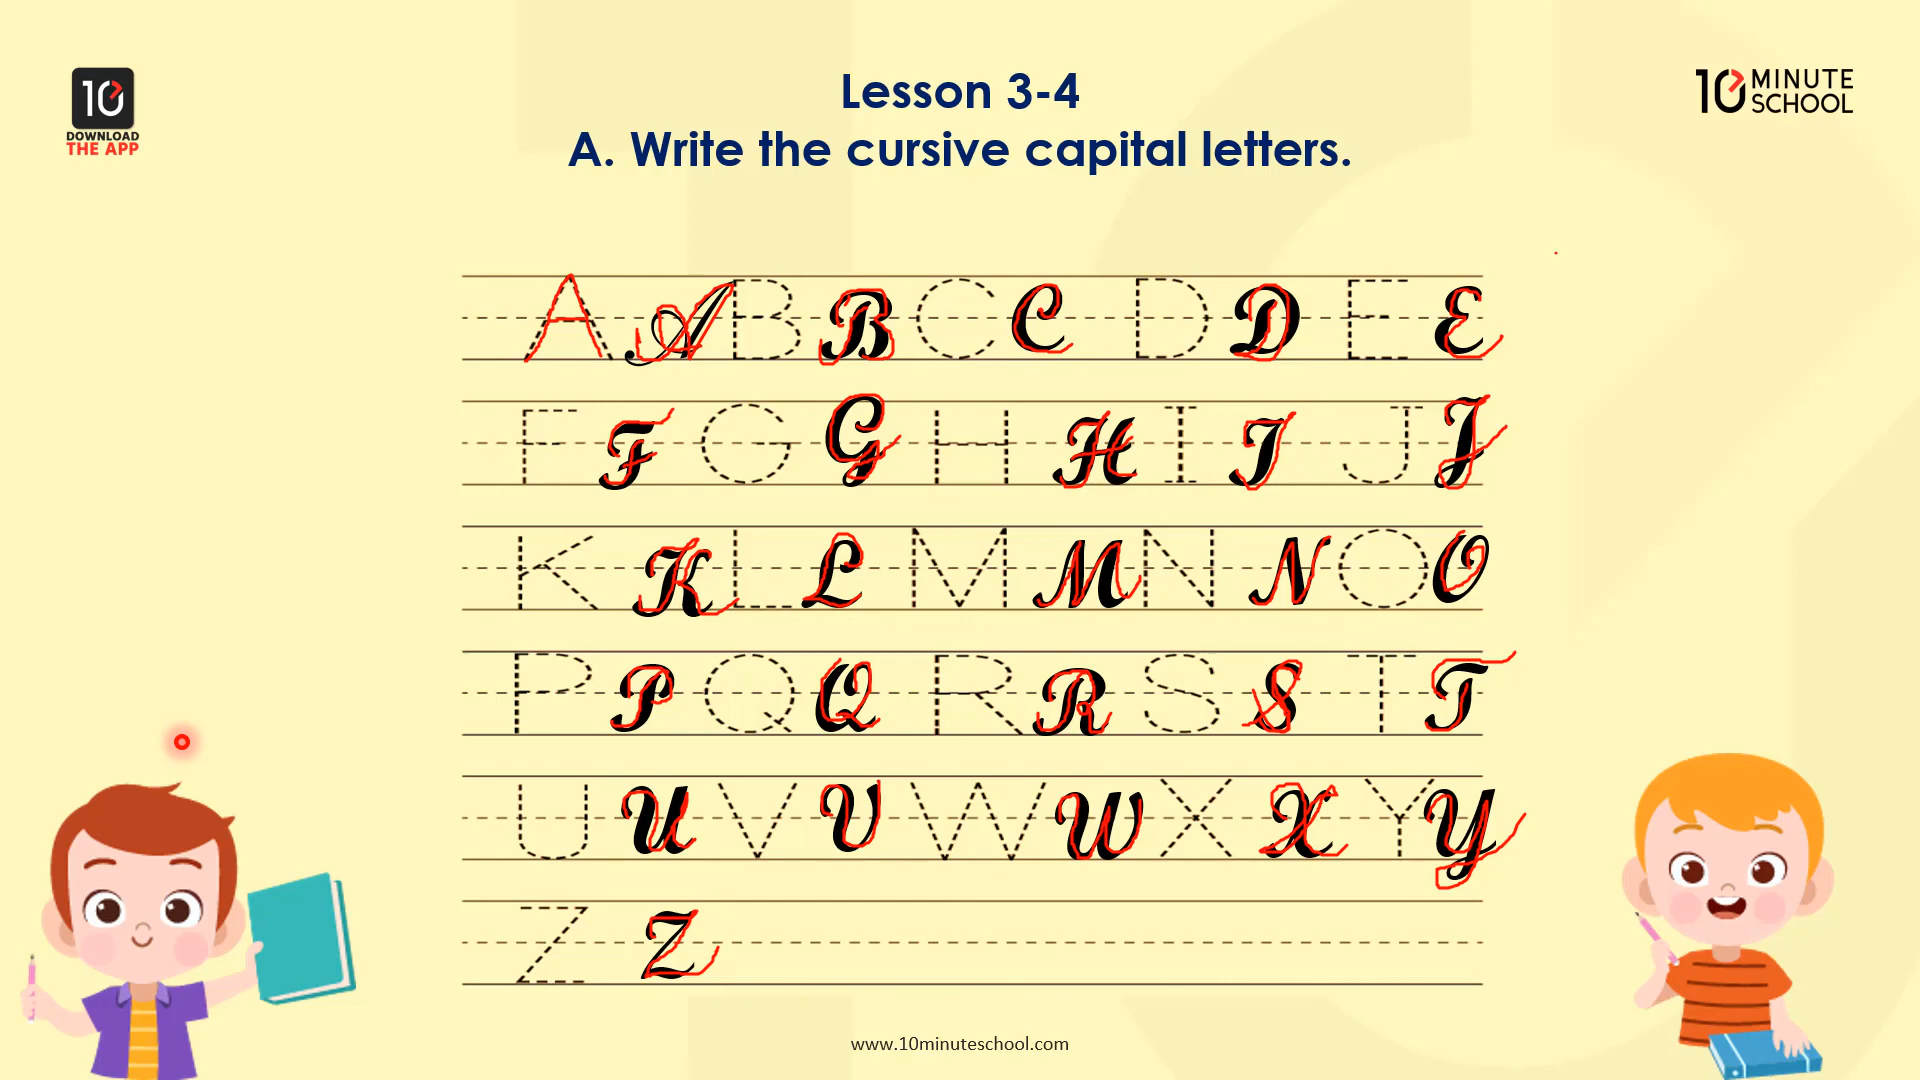 10
DOWNLOAD
THE APP
Lesson 3-4
A. Write the cursive capital letters.
10 MINUTE
SCHOOL
A A B B C C D D E E
F F G G H H I I J J
K K L L M M N N O O
P P Q Q R R S S T T
U U V V W W X X Y Y
Z Z
www.10minuteschool.com